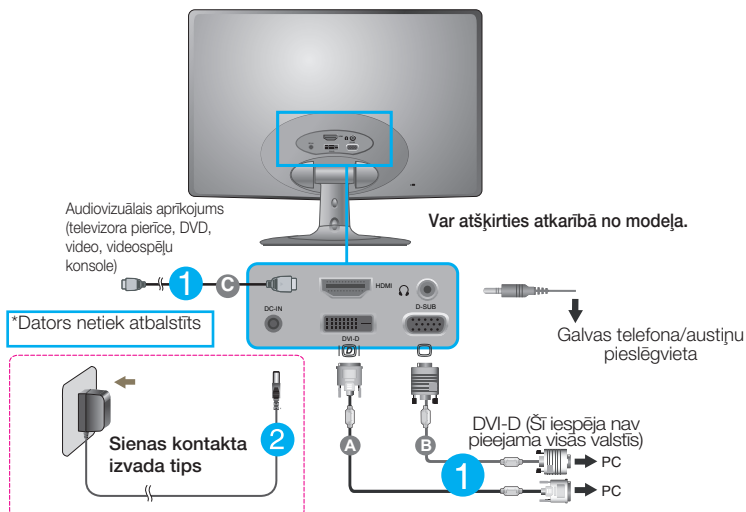 Audiovizuālais aprīkojums
(televizora pierīce, DVD,
video, videospēļu
konsole)
Var atšķirties atkarībā no modeļa.
1
C
HDMI
DC-IN
D-SUB
DVI-D
*Dators netiek atbalstīts
Galvas telefona/austiņu
pieslēgvieta
Sienas kontakta
izvada tips
2
A
B
1
DVI-D (Šī iespēja nav
pieejama visās valstīs)
PC
PC